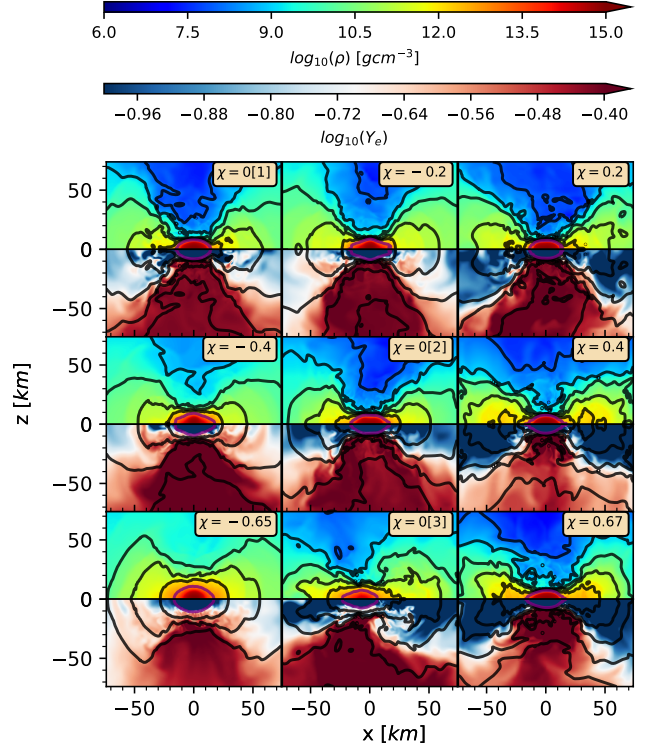 6.0 7.5 9.0 10.5 12.0 13.5 15.0
log₁₀(ρ) [gcm⁻³]
−0.96 −0.88 −0.80 −0.72 −0.64 −0.56 −0.48 −0.40
log₁₀(Yₑ)
χ = 0[1] χ = − 0.2 χ = 0.2
50
0
−50
χ = − 0.4 χ = 0[2] χ = 0.4
50
0
−50
z [km]
χ = − 0.65 χ = 0[3] χ = 0.67
50
0
−50
−50 0 50 −50 0 50 −50 0 50
x [km]